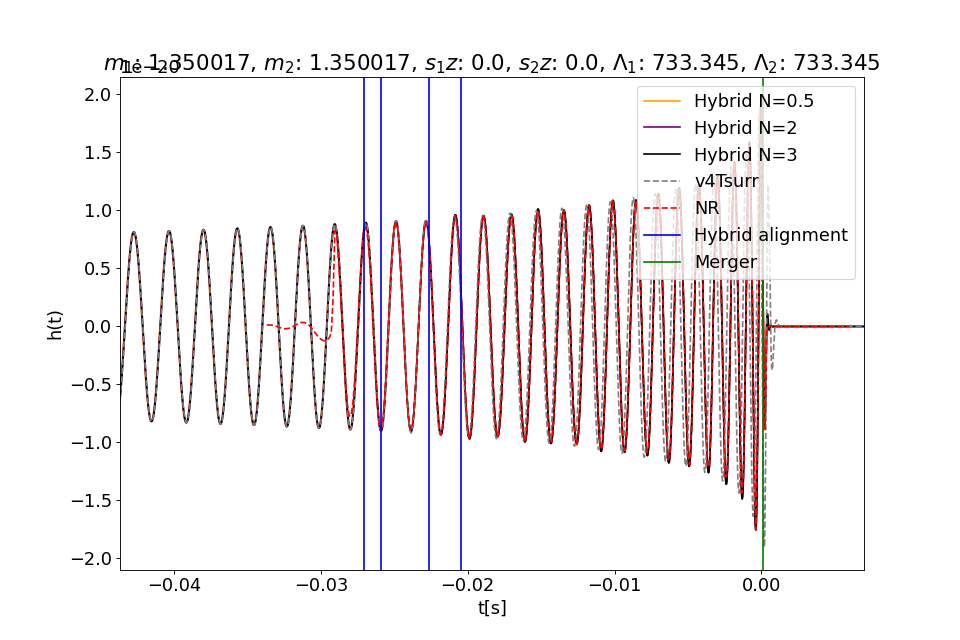 m₁: 1.350017, m₂: 1.350017, s₁z: 0.0, s₂z: 0.0, Λ₁: 733.345, Λ₂: 733.345
1e−20
Hybrid N=0.5
Hybrid N=2
Hybrid N=3
v4Tsurr
NR
Hybrid alignment
Merger
2.0
1.5
1.0
0.5
0.0
−0.5
−1.0
−1.5
−2.0
h(t)
−0.04
−0.03
−0.02
−0.01
0.00
t[s]